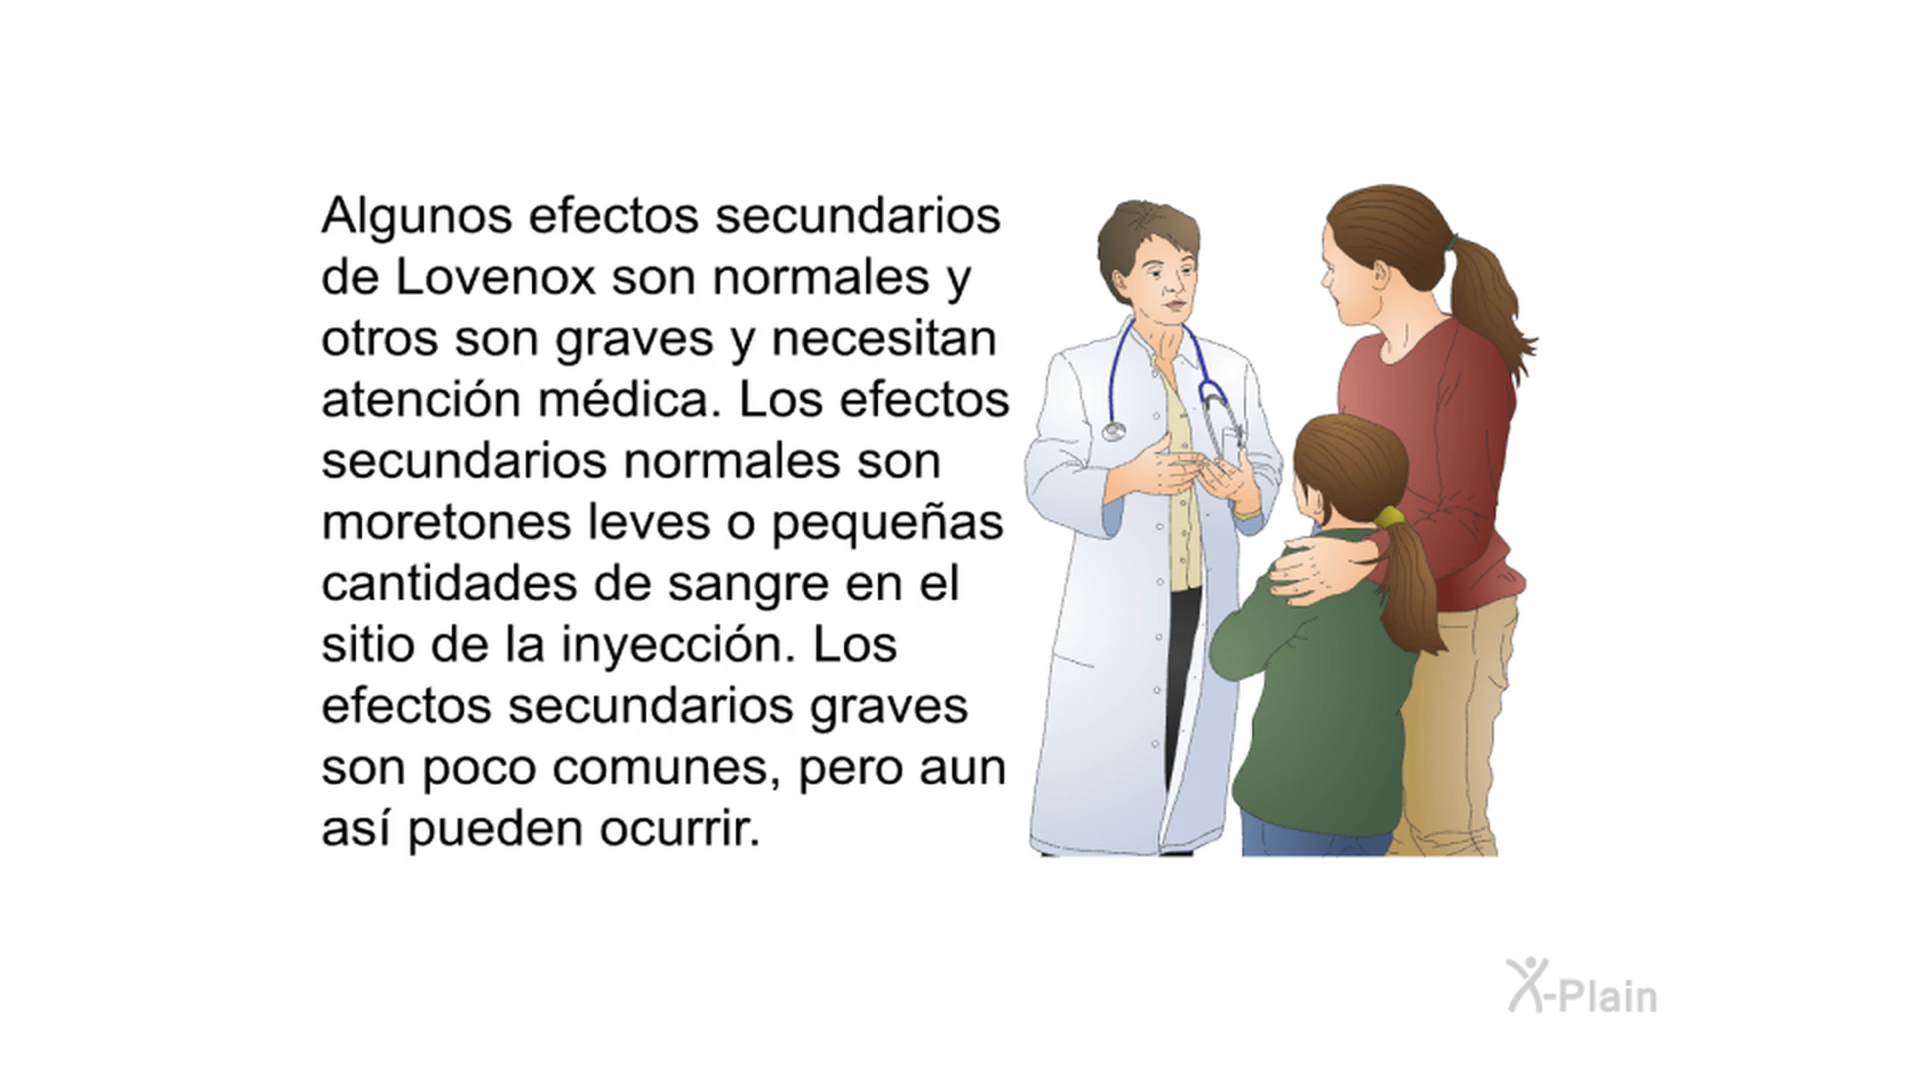 Algunos efectos secundarios
de Lovenox son normales y
otros son graves y necesitan
atención médica. Los efectos
secundarios normales son
moretones leves o pequeñas
cantidades de sangre en el
sitio de la inyección. Los
efectos secundarios graves
son poco comunes, pero aun
así pueden ocurrir.
X-Plain